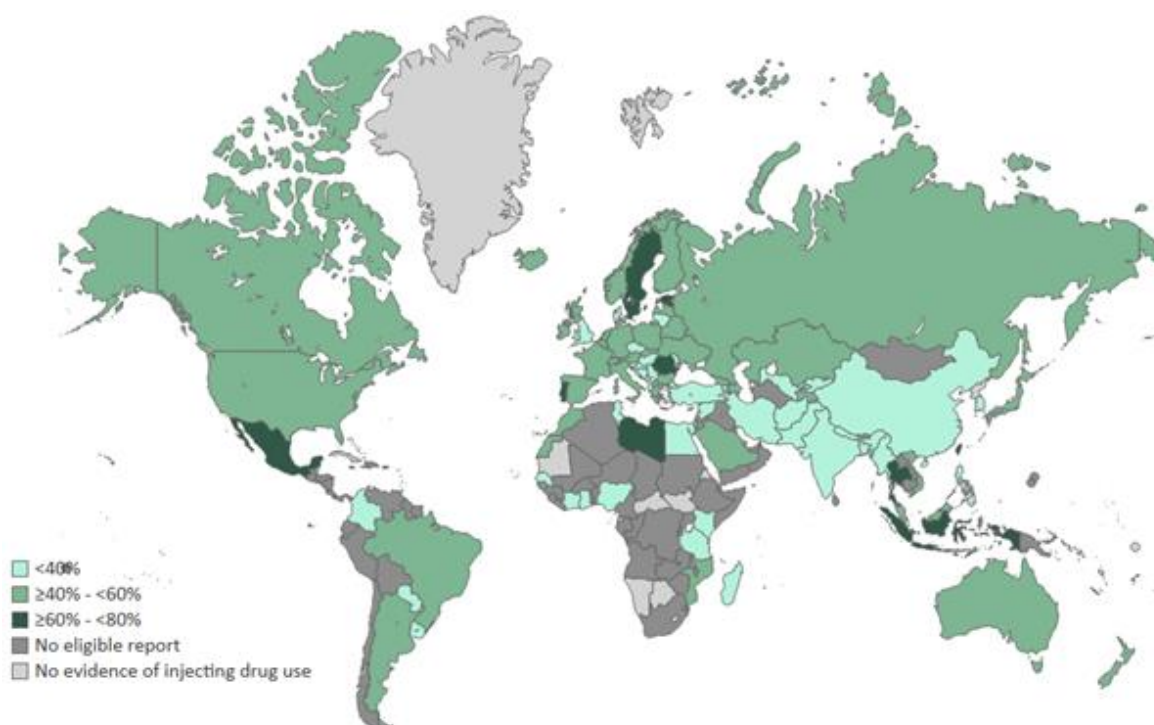 <40%
≥40% - <60%
≥60% - <80%
No eligible report
No evidence of injecting drug use